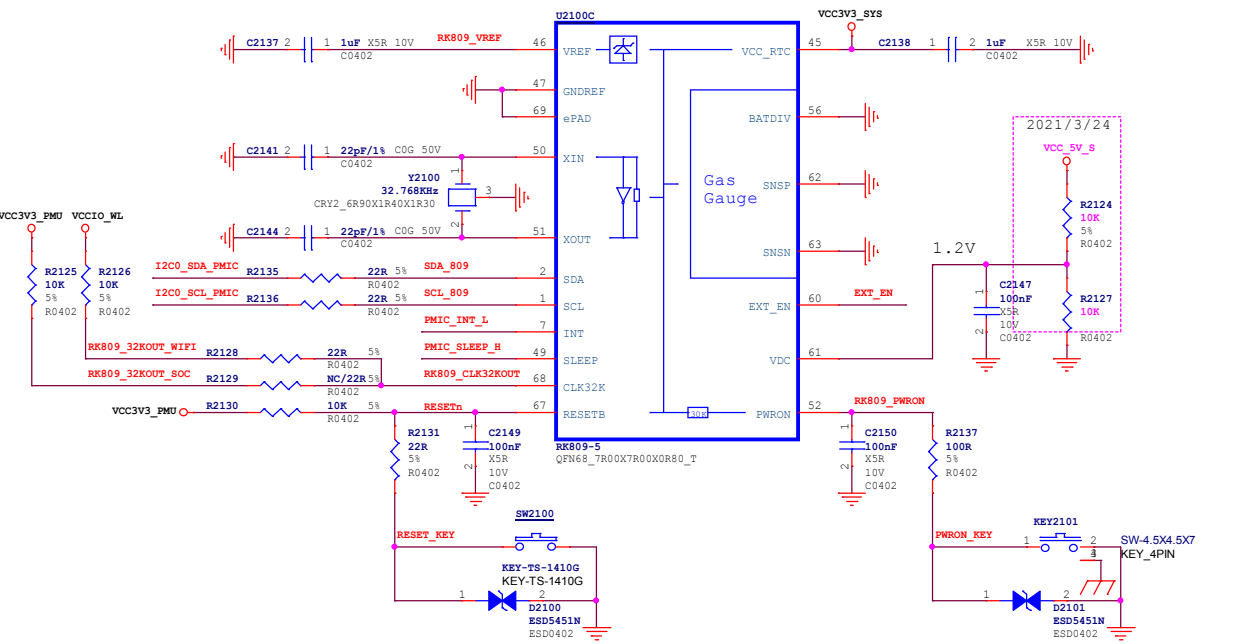 U2100C
VCC3V3_SYS
C2137 2 1 1uF X5R 10V
C0402
RK809_VREF 46 VREF
VCC_RTC 45
C2138 1 2 1uF X5R 10V
C0402
47 GNDREF
69 ePAD
BATDIV 56
2021/3/24
VCC_5V_S
C2141 2 1 22pF/1% C0G 50V
C0402
50 XIN
1
Y2100
32.768KHz
CRY2_6R90X1R40X1R30
3
2
Gas
Gauge
SNSP 62
R2124
10K
5%
R0402
VCC3V3_PMU VCCIO_WL
C2144 2 1 22pF/1% C0G 50V
C0402
51 XOUT
SNSN 63
1.2V
R2125
10K
5%
R0402
R2126
10K
5%
R0402
I2C0_SDA_PMIC R2135 22R 5%
R0402
SDA_809 2 SDA
I2C0_SCL_PMIC R2136 22R 5%
R0402
SCL_809 1 SCL
EXT_EN 60 EXT_EN
1
C2147
100nF
X5R
10V
C0402
2
R2127
10K
R0402
PMIC_INT_L 7 INT
RK809_32KOUT_WIFI R2128 22R 5%
R0402
PMIC_SLEEP_H 49 SLEEP
VDC 61
RK809_32KOUT_SOC R2129 NC/22R 5%
R0402
RK809_CLK32KOUT 68 CLK32K
VCC3V3_PMU R2130 10K 5%
R0402
RESETn 67 RESETB
30K
PWRON 52 RK809_PWRON
R2131
22R
5%
R0402
1
C2149
100nF
X5R
10V
C0402
2
RK809-5
QFN68_7R00X7R00X0R80_T
1
C2150
100nF
X5R
10V
C0402
2
R2137
100R
5%
R0402
SW2100
RESET_KEY
KEY-TS-1410G
KEY-TS-1410G
1 2
D2100
ESD5451N
ESD0402
KEY2101
PWRON_KEY 1 2
SW-4.5X4.5X7
KEY_4PIN
1 2
D2101
ESD5451N
ESD0402